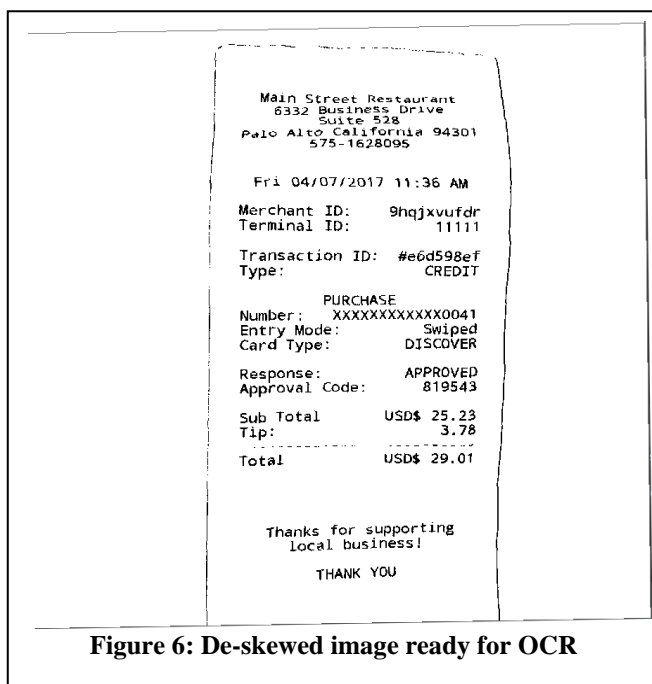 Main Street Restaurant
6332 Business Drive
Suite 528
Palo Alto California 94301
575-1628095
Fri 04/07/2017 11:36 AM
Merchant ID: 9hqjxvufdr
Terminal ID: 11111
Transaction ID: #e6d598ef
Type: CREDIT
PURCHASE
Number: XXXXXXXXXXXX0041
Entry Mode: Swiped
Card Type: DISCOVER
Response: APPROVED
Approval Code: 819543
Sub Total USD$ 25.23
Tip: 3.78
Total USD$ 29.01
Thanks for supporting
local business!
THANK YOU
Figure 6: De-skewed image ready for OCR